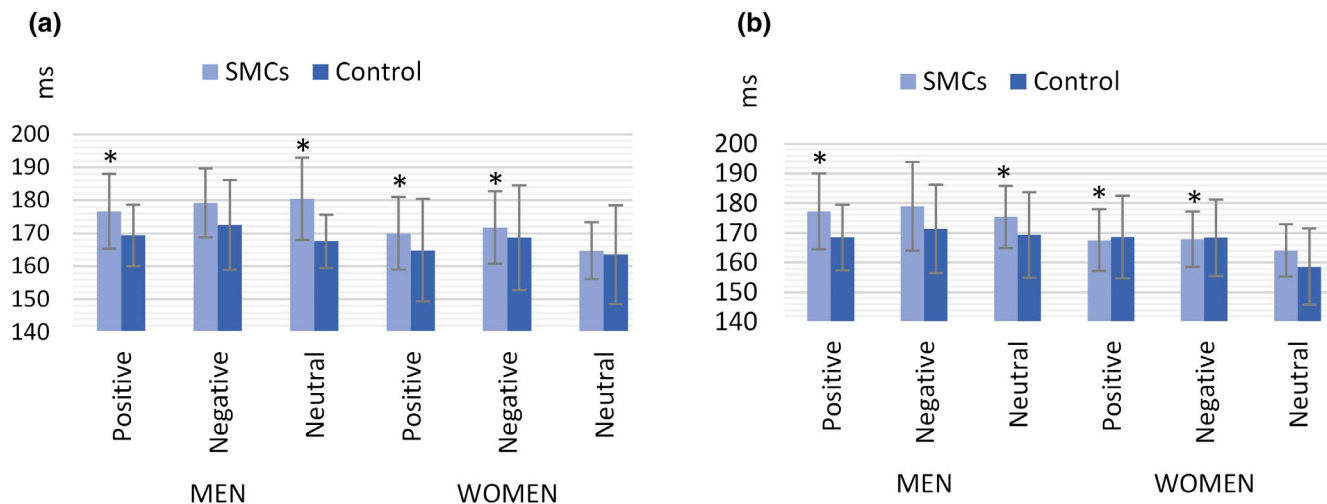 (a)
ms
SMCs Control
200
190
180
170
160
150
140
* * * *
Positive
Negative
Neutral
Positive
Negative
Neutral
MEN WOMEN
(b)
ms
SMCs Control
200
190
180
170
160
150
140
* * * *
Positive
Negative
Neutral
Positive
Negative
Neutral
MEN WOMEN